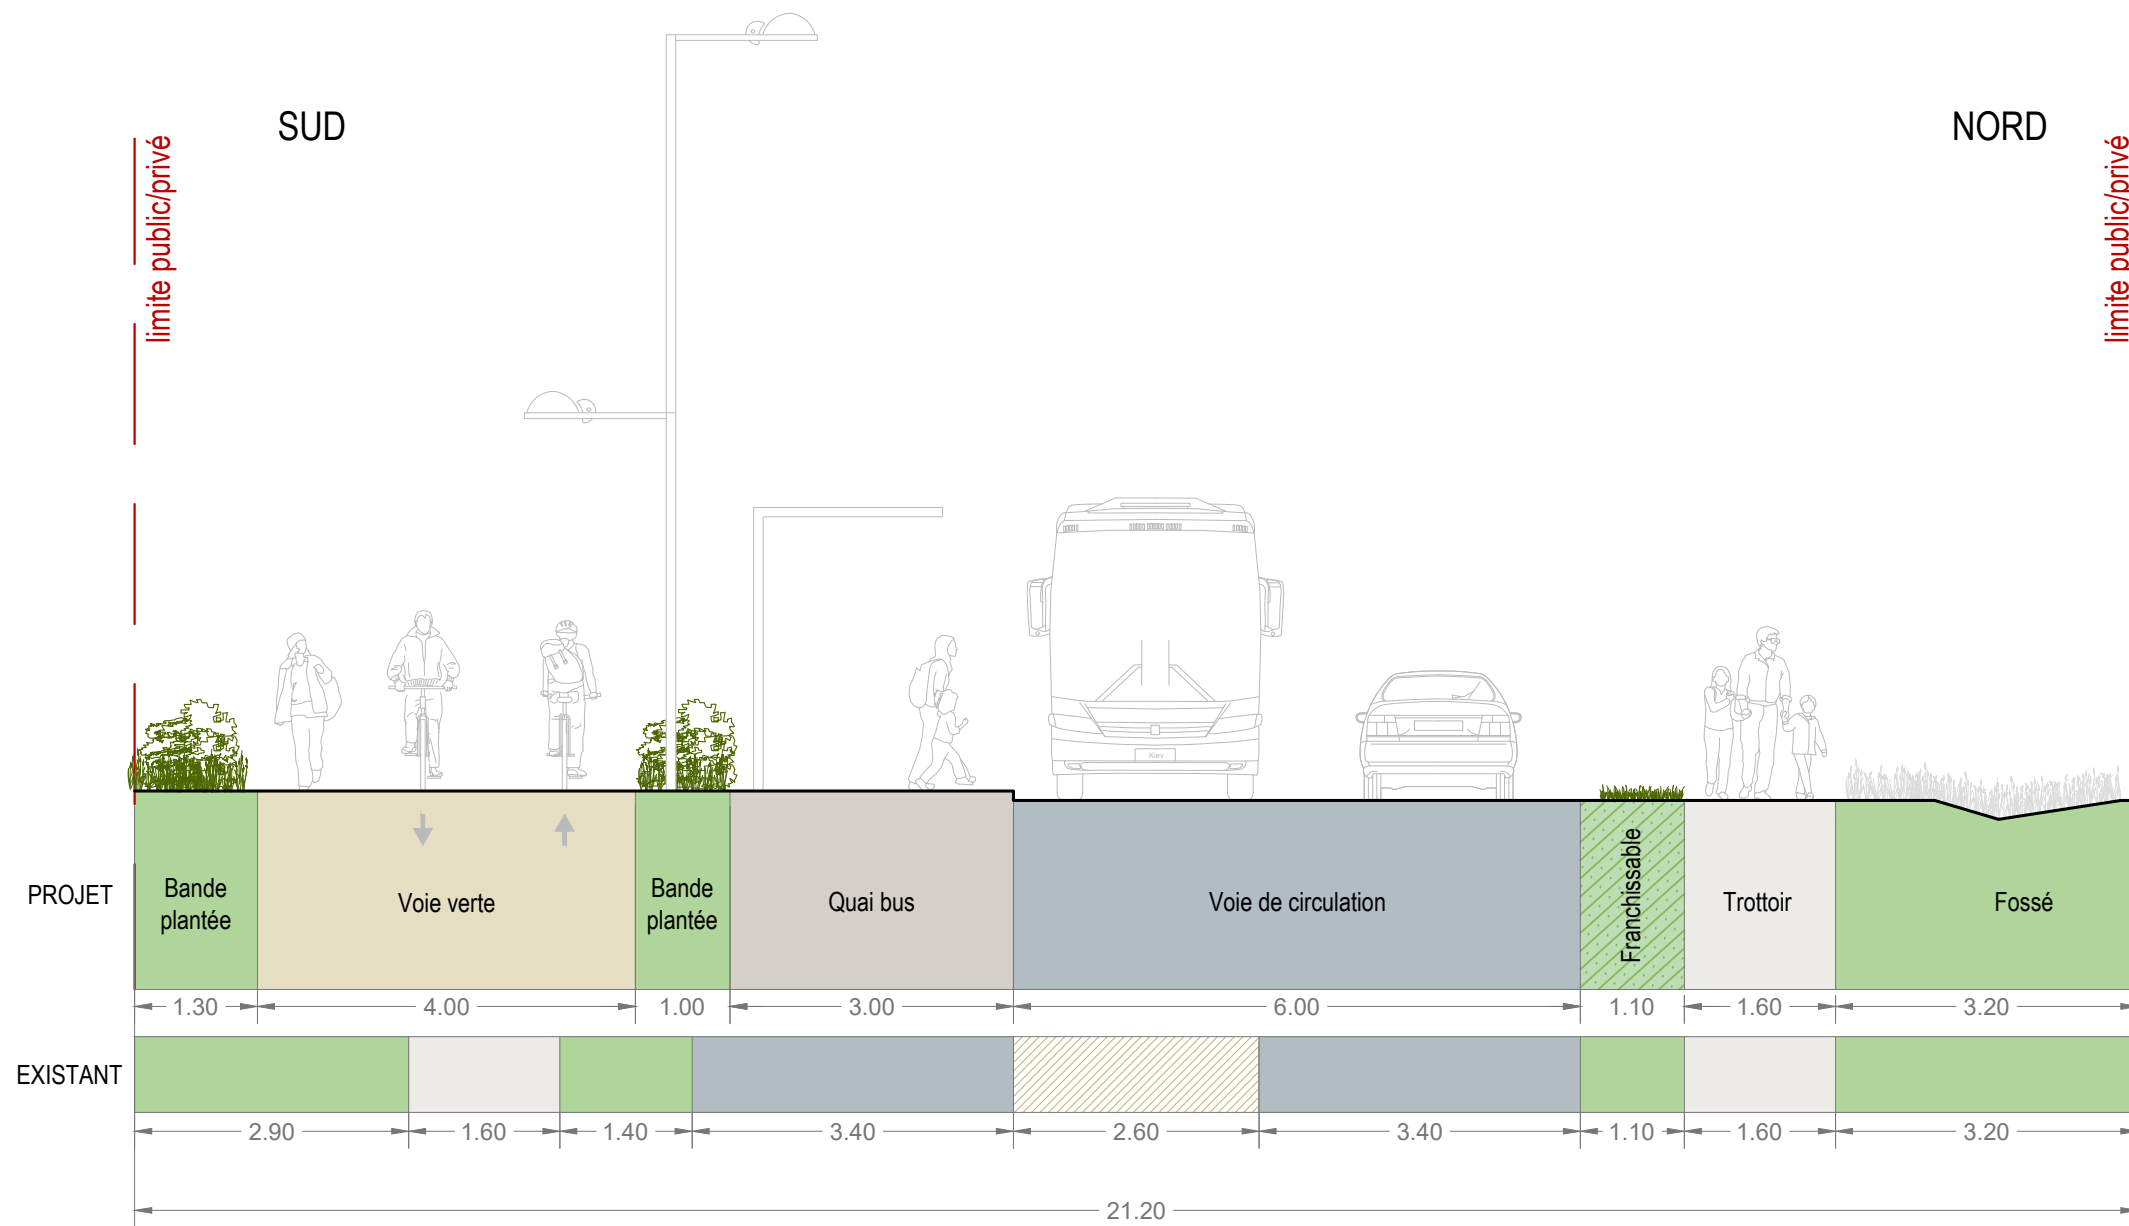 SUD
NORD
limite public/privé
limite public/privé
Kiev
PROJET
Bande
plantée
Voie verte
Bande
plantée
Quai bus
Voie de circulation
Franchissable
Trottoir
Fossé
1.30
4.00
1.00
3.00
6.00
1.10
1.60
3.20
EXISTANT
2.90
1.60
1.40
3.40
2.60
3.40
1.10
1.60
3.20
21.20